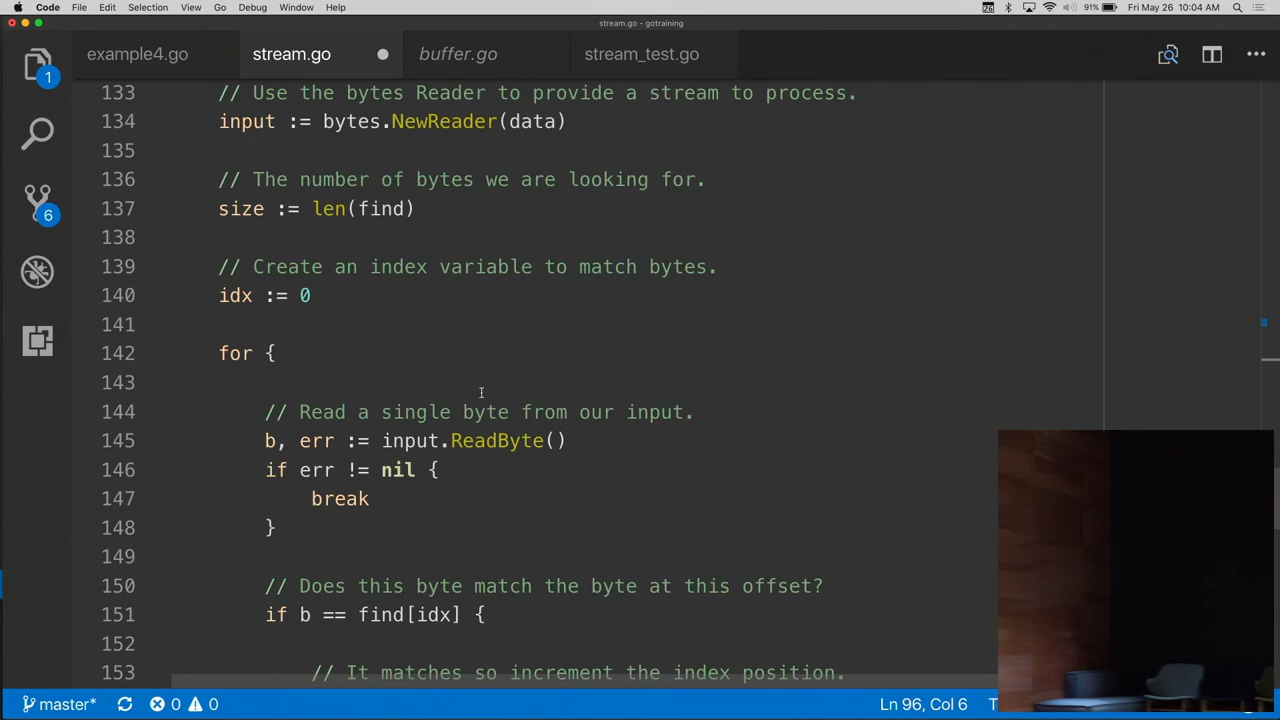 Code File Edit Selection View Go Debug Window Help 26 91% Fri May 26 10:04 AM
stream.go - gotraining
example4.go stream.go buffer.go stream_test.go
1
6
133 // Use the bytes Reader to provide a stream to process.
134 input := bytes.NewReader(data)
135
136 // The number of bytes we are looking for.
137 size := len(find)
138
139 // Create an index variable to match bytes.
140 idx := 0
141
142 for {
143
144 // Read a single byte from our input.
145 b, err := input.ReadByte()
146 if err != nil {
147 break
148 }
149
150 // Does this byte match the byte at this offset?
151 if b == find[idx] {
152
153 // It matches so increment the index position.
master* 0 0 Ln 96, Col 6